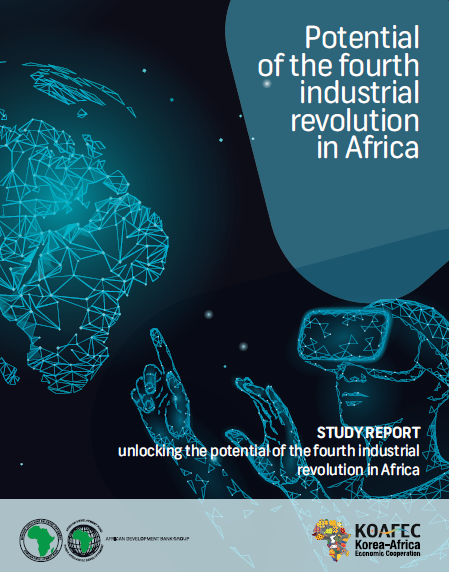 Potential
of the fourth
industrial
revolution
in Africa
STUDY REPORT
unlocking the potential of the fourth industrial
revolution in Africa
AFRICAN DEVELOPMENT BANK GROUP
KOAFEC
Korea-Africa
Economic Cooperation